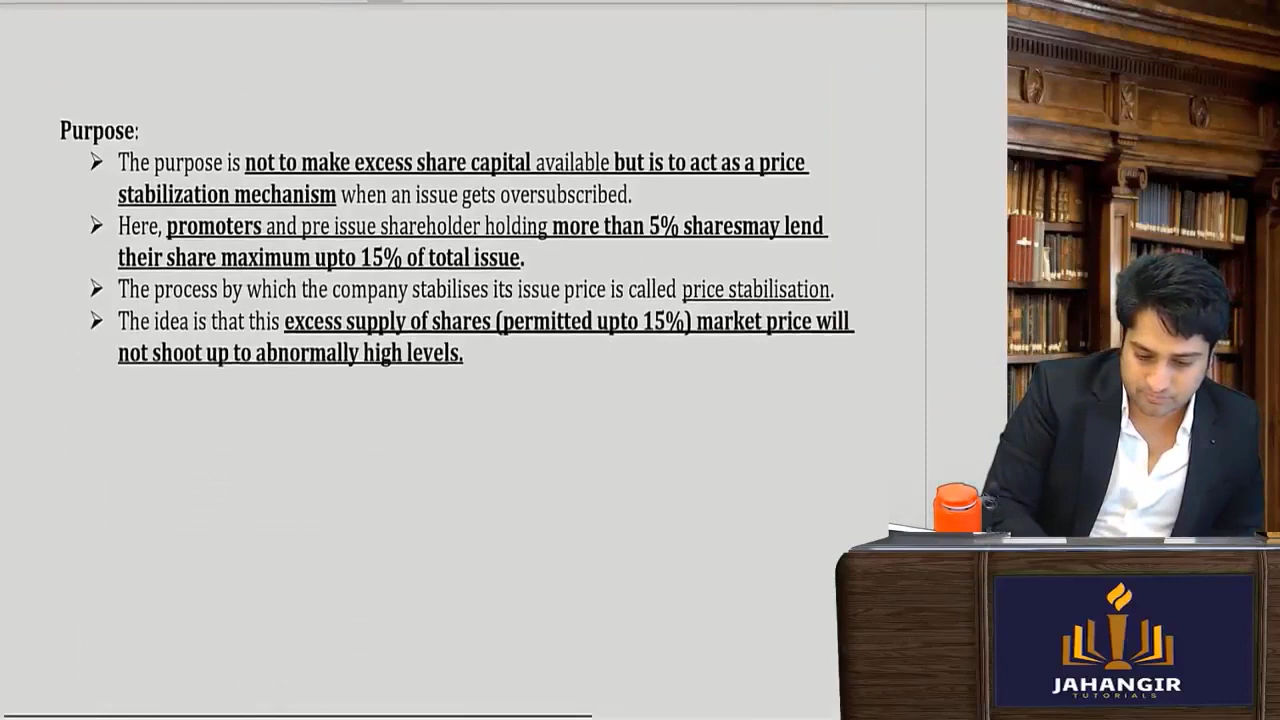 Purpose:
➢ The purpose is not to make excess share capital available but is to act as a price
stabilization mechanism when an issue gets oversubscribed.
➢ Here, promoters and pre issue shareholder holding more than 5% sharesmay lend
their share maximum upto 15% of total issue.
➢ The process by which the company stabilises its issue price is called price stabilisation.
➢ The idea is that this excess supply of shares (permitted upto 15%) market price will
not shoot up to abnormally high levels.
JAHANGIR
TUTORIALS